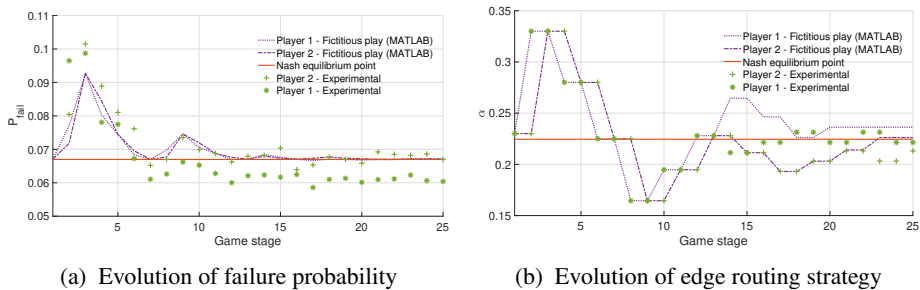 0.11
0.1
0.09
0.08
0.07
0.06
0.05
P_fail
5
10
15
20
25
Game stage
Player 1 - Fictitious play (MATLAB)
Player 2 - Fictitious play (MATLAB)
Nash equilibrium point
Player 2 - Experimental
Player 1 - Experimental
(a) Evolution of failure probability
0.35
0.3
0.25
0.2
0.15
α
5
10
15
20
25
Game stage
Player 1 - Fictitious play (MATLAB)
Player 2 - Fictitious play (MATLAB)
Nash equilibrium point
Player 2 - Experimental
Player 1 - Experimental
(b) Evolution of edge routing strategy